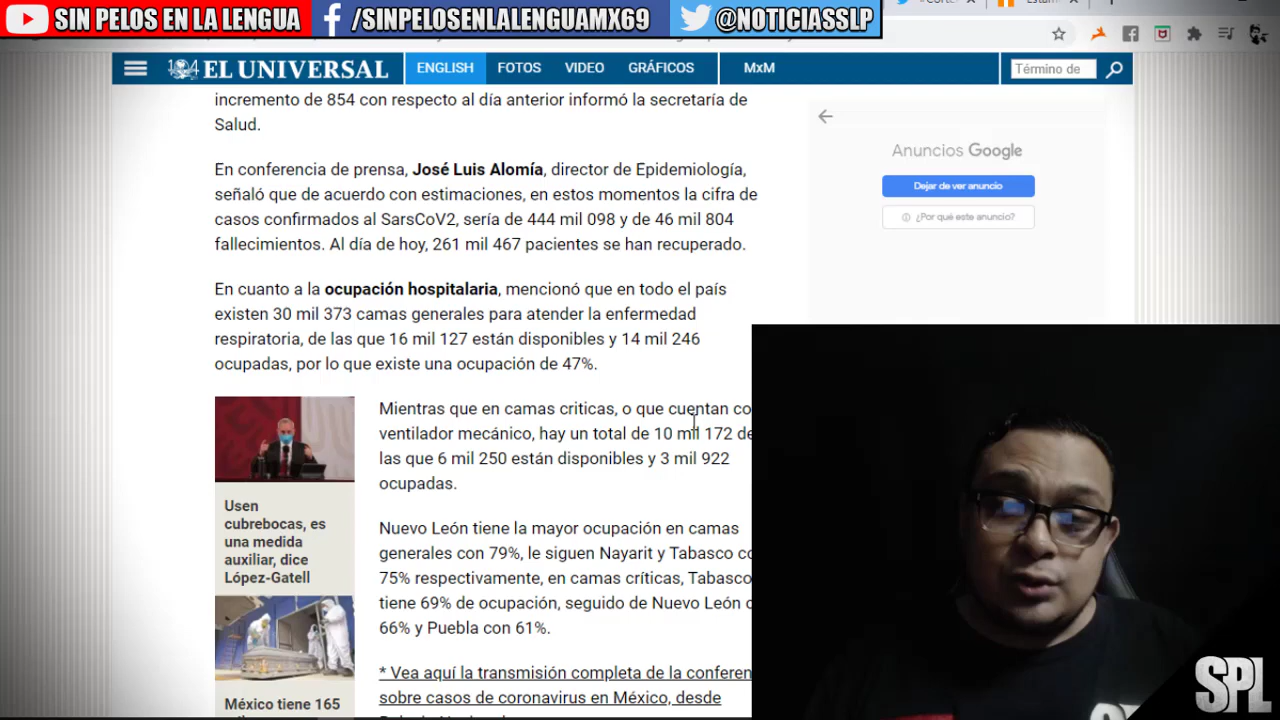 SIN PELOS EN LA LENGUA
/SINPELOSENLALENGUAMX69
@NOTICIASSLP
EL UNIVERSAL
ENGLISH
FOTOS
VIDEO
GRÁFICOS
MxM
Término de
incremento de 854 con respecto al día anterior informó la secretaría de
Salud.
En conferencia de prensa, José Luis Alomía, director de Epidemiología,
señaló que de acuerdo con estimaciones, en estos momentos la cifra de
casos confirmados al SarsCoV2, sería de 444 mil 098 y de 46 mil 804
fallecimientos. Al día de hoy, 261 mil 467 pacientes se han recuperado.
En cuanto a la ocupación hospitalaria, mencionó que en todo el país
existen 30 mil 373 camas generales para atender la enfermedad
respiratoria, de las que 16 mil 127 están disponibles y 14 mil 246
ocupadas, por lo que existe una ocupación de 47%.
Mientras que en camas criticas, o que cuentan co
ventilador mecánico, hay un total de 10 mil 172 de
las que 6 mil 250 están disponibles y 3 mil 922
ocupadas.
Nuevo León tiene la mayor ocupación en camas
generales con 79%, le siguen Nayarit y Tabasco co
75% respectivamente, en camas críticas, Tabasco
tiene 69% de ocupación, seguido de Nuevo León c
66% y Puebla con 61%.
* Vea aquí la transmisión completa de la conferen
sobre casos de coronavirus en México, desde
Usen
cubrebocas, es
una medida
auxiliar, dice
López-Gatell
México tiene 165
Anuncios Google
Dejar de ver anuncio
¿Por qué este anuncio?
SPL